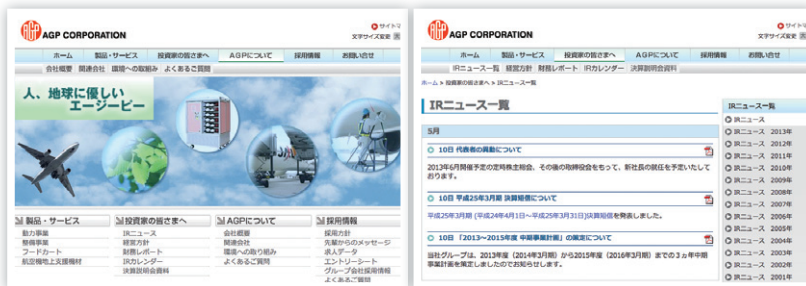 AGP
AGP CORPORATION
サイトマ
文字サイズ変更
ホーム 製品・サービス 投資家の皆さまへ AGPについて 採用情報 お問い合せ
会社概要 関連会社 環境への取組み よくあるご質問
人、地球に優しい
エージーピー
製品・サービス
動力事業
整備事業
フードカート
航空機地上支援機材
投資家の皆さまへ
IRニュース
経営方針
財務レポート
IRカレンダー
決算説明会資料
AGPについて
会社概要
関連会社
環境への取り組み
よくあるご質問
採用情報
採用方針
先輩からのメッセージ
求人データ
エントリーシート
グループ会社採用情報
よくあるご質問
AGP
AGP CORPORATION
サイトマ
文字サイズ変更
ホーム 製品・サービス 投資家の皆さまへ AGPについて 採用情報 お問い合せ
IRニュース一覧 経営方針 財務レポート IRカレンダー 決算説明会資料
ホーム > 投資家の皆さまへ > IRニュース一覧
IRニュース一覧
5月
10日 代表者の異動について
2013年6月開催予定の定時株主総会、その後の取締役会をもって、新社長の就任を予定いたして
おります。
10日 平成25年3月期 決算短信について
平成25年3月期 (平成24年4月1日～平成25年3月31日)決算短信を発表しました。
10日 「2013～2015年度 中期事業計画」の策定について
当社グループは、2013年度（2014年3月期）から2015年度（2016年3月期）までの3ヵ年中期
事業計画を策定しましたのでお知らせします。
IRニュース一覧
IRニュース
IRニュース 2013年
IRニュース 2012年
IRニュース 2011年
IRニュース 2010年
IRニュース 2009年
IRニュース 2008年
IRニュース 2007年
IRニュース 2006年
IRニュース 2005年
IRニュース 2004年
IRニュース 2003年
IRニュース 2002年
IRニュース 2001年